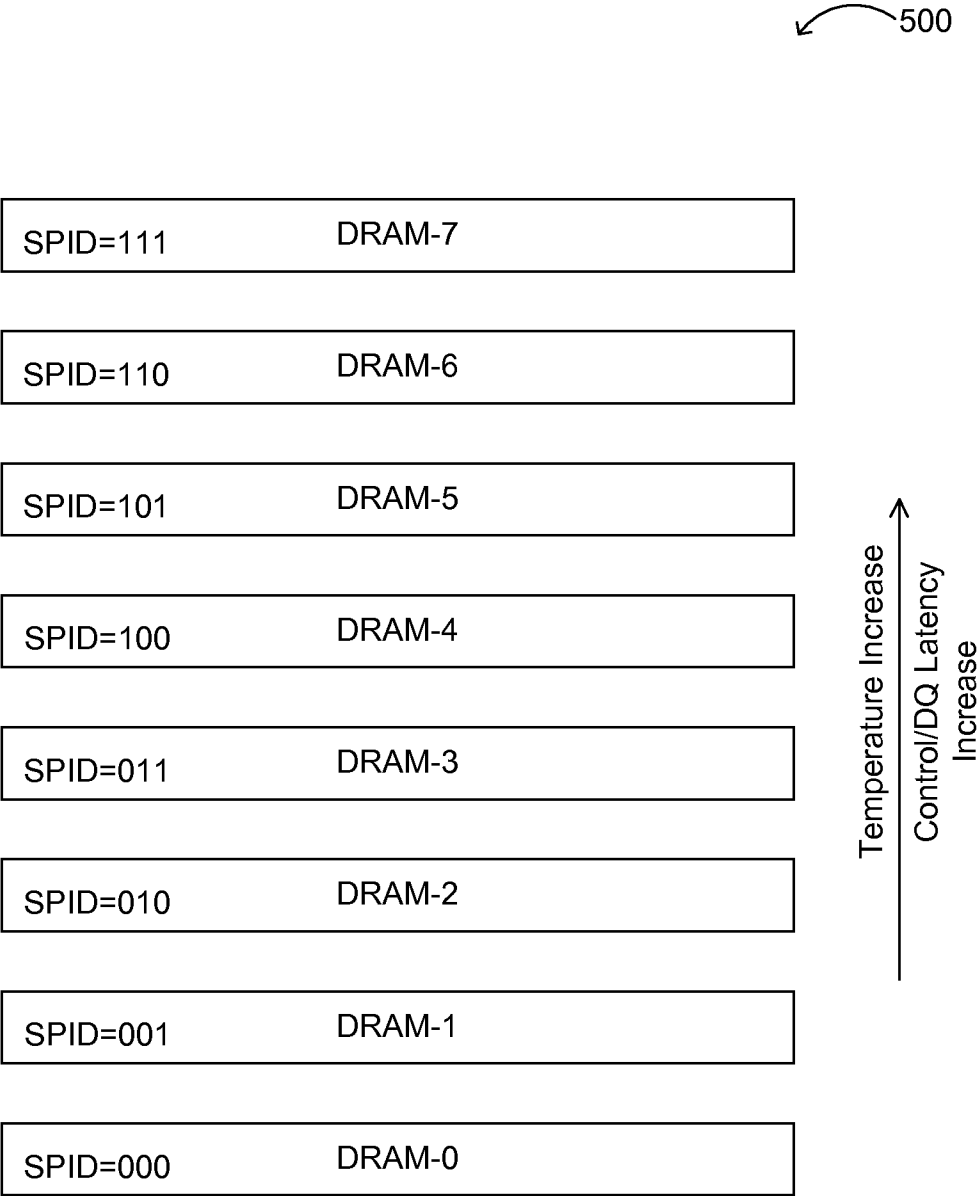 500
SPID=111 DRAM-7
SPID=110 DRAM-6
SPID=101 DRAM-5
SPID=100 DRAM-4
SPID=011 DRAM-3
SPID=010 DRAM-2
SPID=001 DRAM-1
SPID=000 DRAM-0
Temperature Increase
Control/DQ Latency
Increase